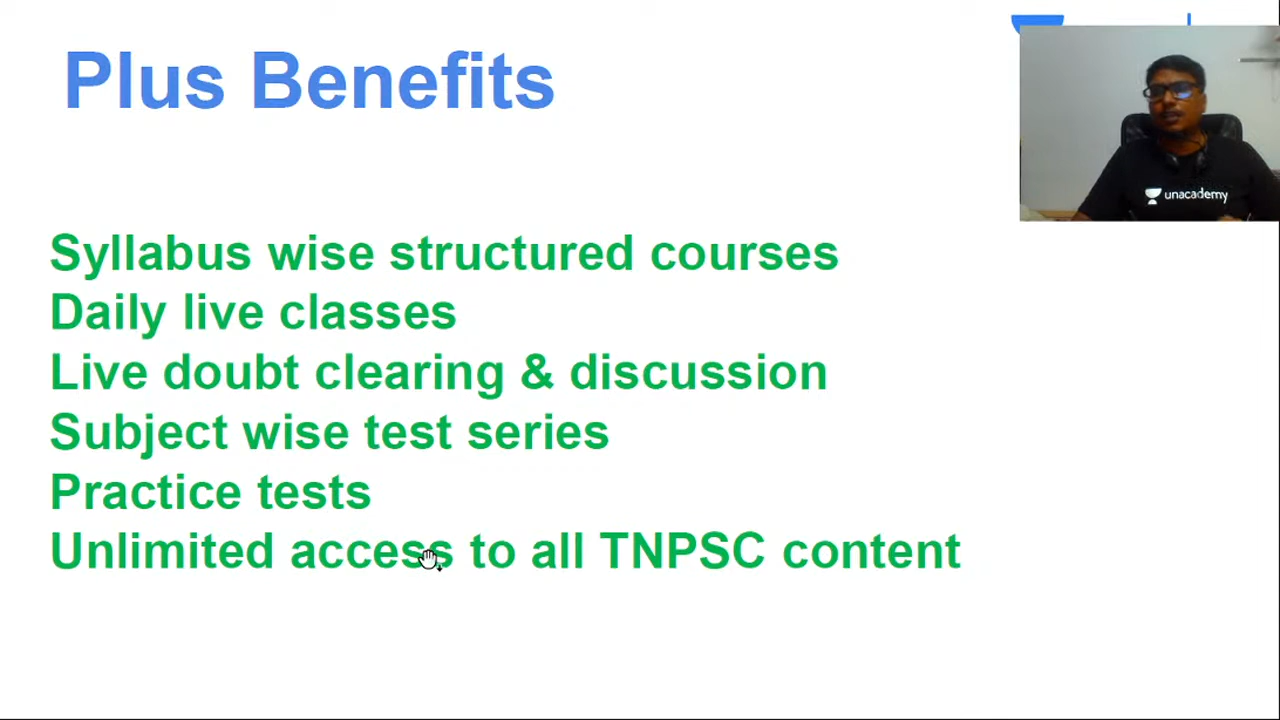 Plus Benefits
unacademy
Syllabus wise structured courses
Daily live classes
Live doubt clearing & discussion
Subject wise test series
Practice tests
Unlimited access to all TNPSC content